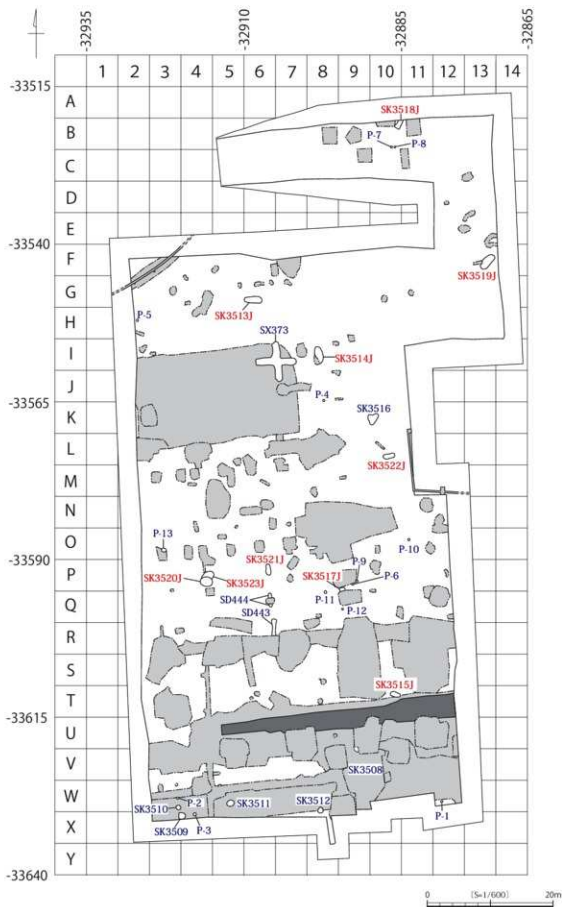 -32935 -32910 -32885 -32865
1 2 3 4 5 6 7 8 9 10 11 12 13 14
-33515
A
SK3518J
B
P-7 P-8
C
D
E
-33540
F
SK3519J
G
SK3513J
H
P-5
SX373
I
SK3514J
J
P-4
-33565
K
SK3516
L
SK3522J
M
N
O
P-13 P-10
-33590
SK3521J P-9
P
SK3520J SK3523J SK3517J P-6
SD444 P-11
Q
P-12
SD443
R
S
T
SK3515J
-33615
U
V
SK3508
W
P-2 SK3511 SK3512
SK3510 P-1
X
SK3509 P-3
Y
-33640
0 [S=1/600] 20m